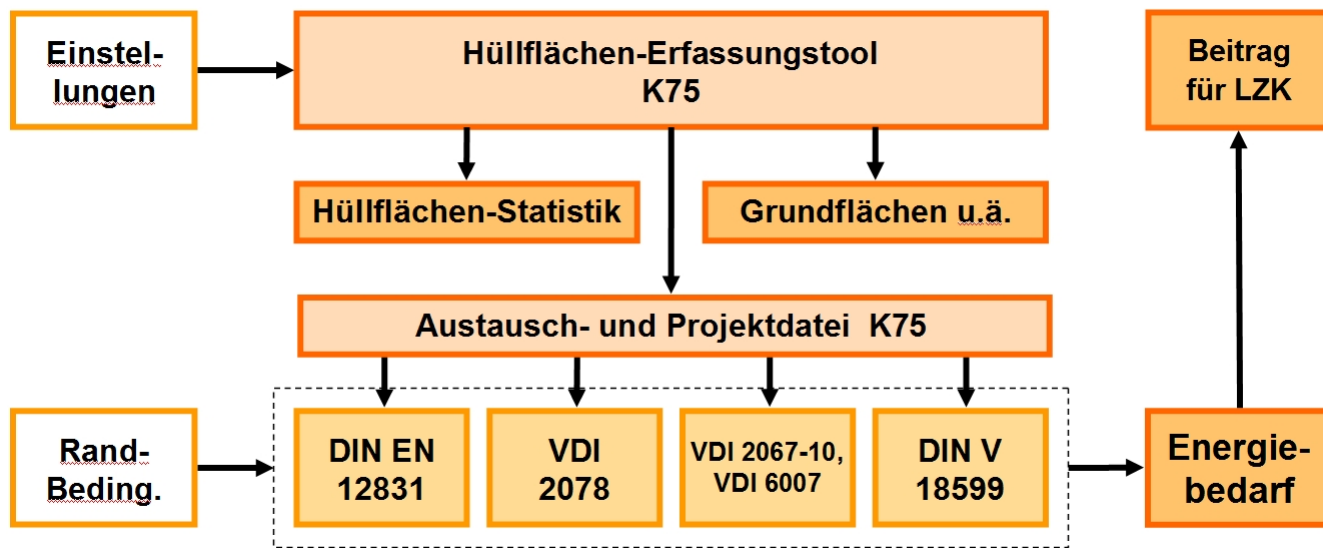 Einstel-
lungen
Hüllflächen-Erfassungstool
K75
Beitrag
für LZK
Hüllflächen-Statistik
Grundflächen u.ä.
Austausch- und Projektdatei K75
Rand-
Beding.
DIN EN
12831
VDI
2078
VDI 2067-10,
VDI 6007
DIN V
18599
Energie-
bedarf